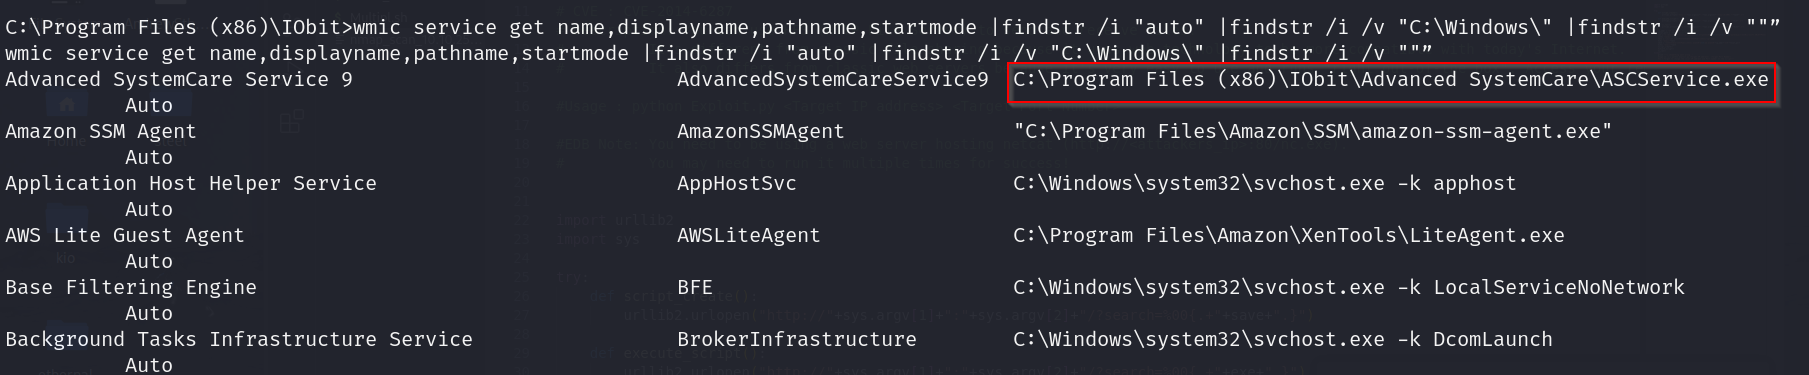 C:\Program Files (x86)\IObit>wmic service get name,displayname,pathname,startmode |findstr /i "auto" |findstr /i /v "C:\Windows\" |findstr /i /v ""”
wmic service get name,displayname,pathname,startmode |findstr /i "auto" |findstr /i /v "C:\Windows\" |findstr /i /v ""”
Advanced SystemCare Service 9 AdvancedSystemCareService9 C:\Program Files (x86)\IObit\Advanced SystemCare\ASCService.exe
Auto
Amazon SSM Agent AmazonSSMAgent "C:\Program Files\Amazon\SSM\amazon-ssm-agent.exe"
Auto
Application Host Helper Service AppHostSvc C:\Windows\system32\svchost.exe -k apphost
Auto
AWS Lite Guest Agent AWSLiteAgent C:\Program Files\Amazon\XenTools\LiteAgent.exe
Auto
Base Filtering Engine BFE C:\Windows\system32\svchost.exe -k LocalServiceNoNetwork
Auto
Background Tasks Infrastructure Service BrokerInfrastructure C:\Windows\system32\svchost.exe -k DcomLaunch
Auto